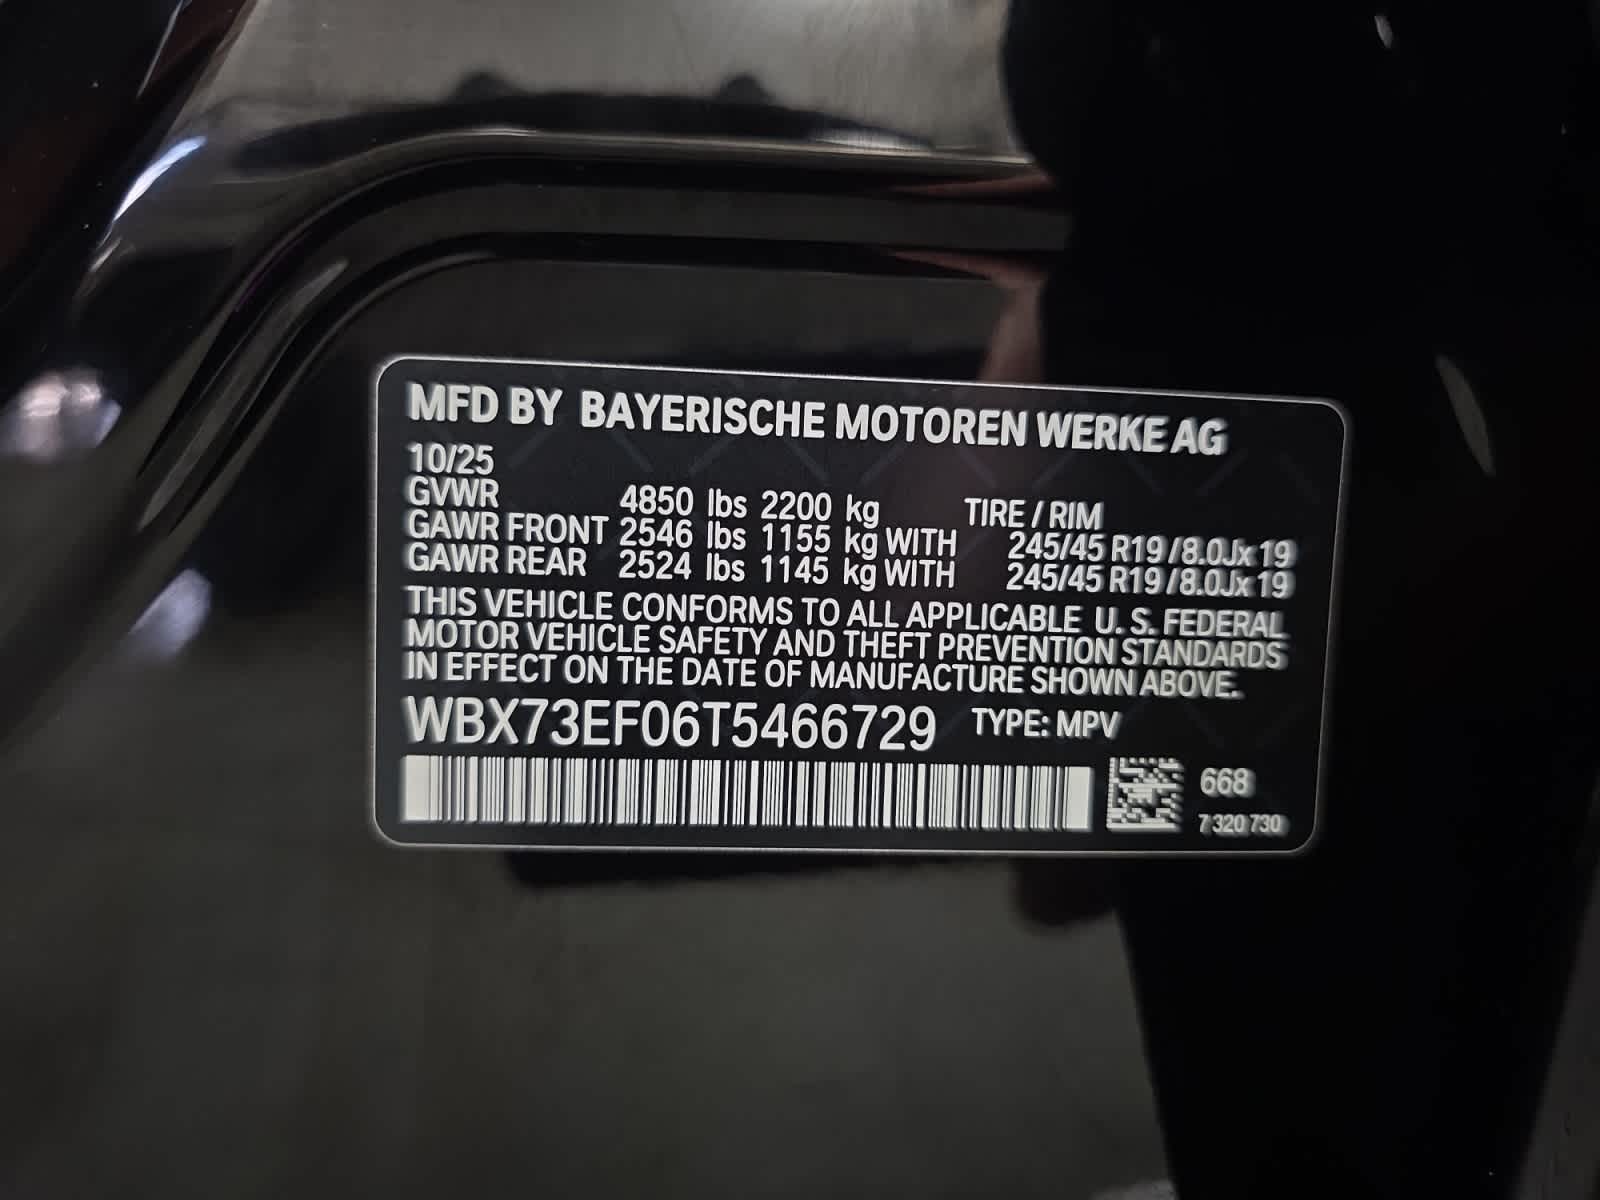 MFD BY BAYERISCHE MOTOREN WERKE AG
10/25
GVWR 4850 lbs 2200 kg TIRE / RIM
GAWR FRONT 2546 lbs 1155 kg WITH 245/45 R19 / 8.0Jx 19
GAWR REAR 2524 lbs 1145 kg WITH 245/45 R19 / 8.0Jx 19
THIS VEHICLE CONFORMS TO ALL APPLICABLE U. S. FEDERAL
MOTOR VEHICLE SAFETY AND THEFT PREVENTION STANDARDS
IN EFFECT ON THE DATE OF MANUFACTURE SHOWN ABOVE.
WBX73EF06T5466729 TYPE: MPV
668
7 320 730